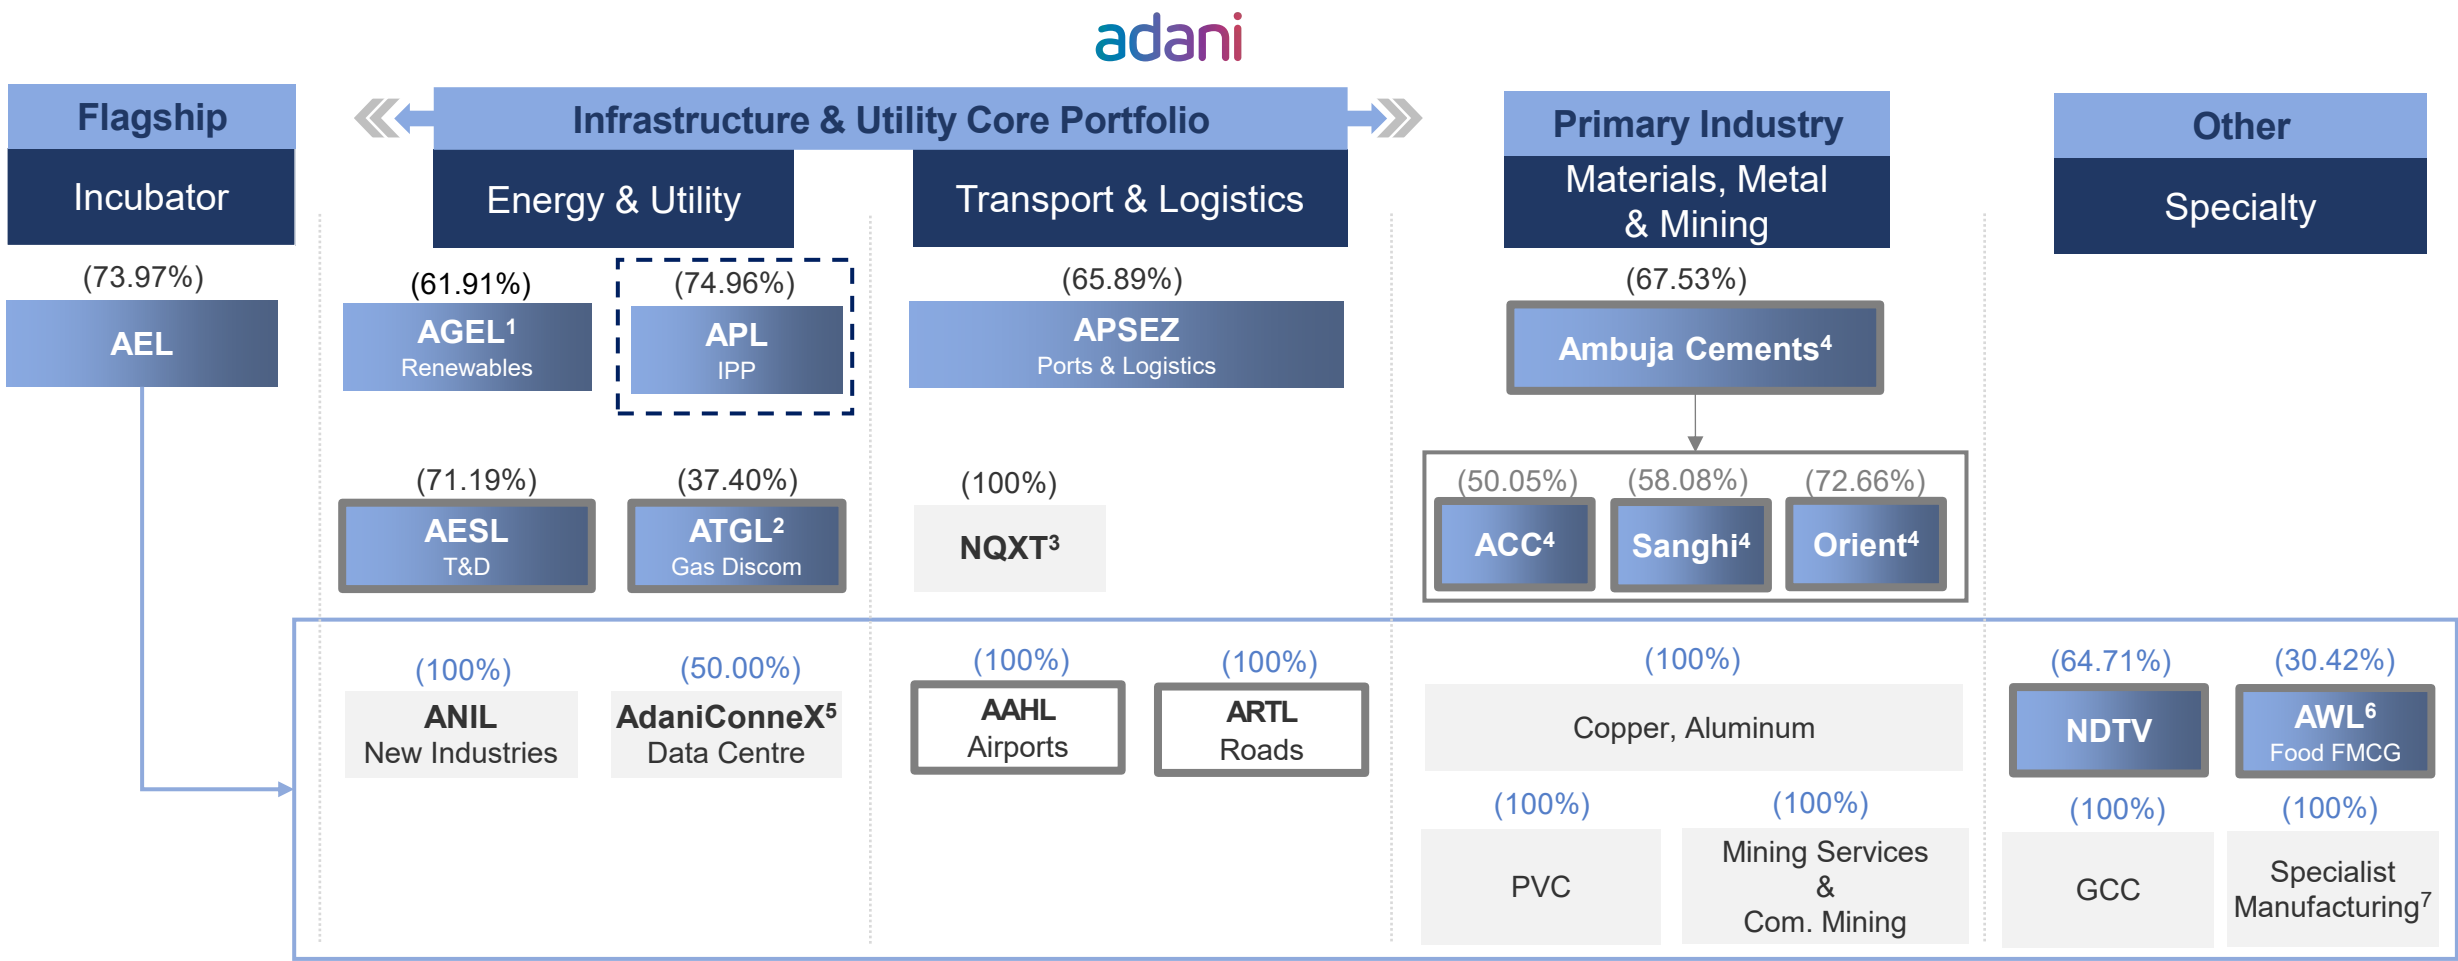 adani
Flagship
Incubator
(73.97%)
AEL
Infrastructure & Utility Core Portfolio
Energy & Utility
(61.91%)
AGEL¹
Renewables
(74.96%)
APL
IPP
(71.19%)
AESL
T&D
(37.40%)
ATGL²
Gas Discom
Transport & Logistics
(65.89%)
APSEZ
Ports & Logistics
(100%)
NQXT³
Primary Industry
Materials, Metal
& Mining
(67.53%)
Ambuja Cements⁴
(50.05%)
ACC⁴
(58.08%)
Sanghi⁴
(72.66%)
Orient⁴
Other
Specialty
(100%)
ANIL
New Industries
(50.00%)
AdaniConneX⁵
Data Centre
(100%)
AAHL
Airports
(100%)
ARTL
Roads
(100%)
Copper, Aluminum
(100%)
PVC
(100%)
Mining Services
&
Com. Mining
(64.71%)
NDTV
(30.42%)
AWL⁶
Food FMCG
(100%)
GCC
(100%)
Specialist
Manufacturing⁷